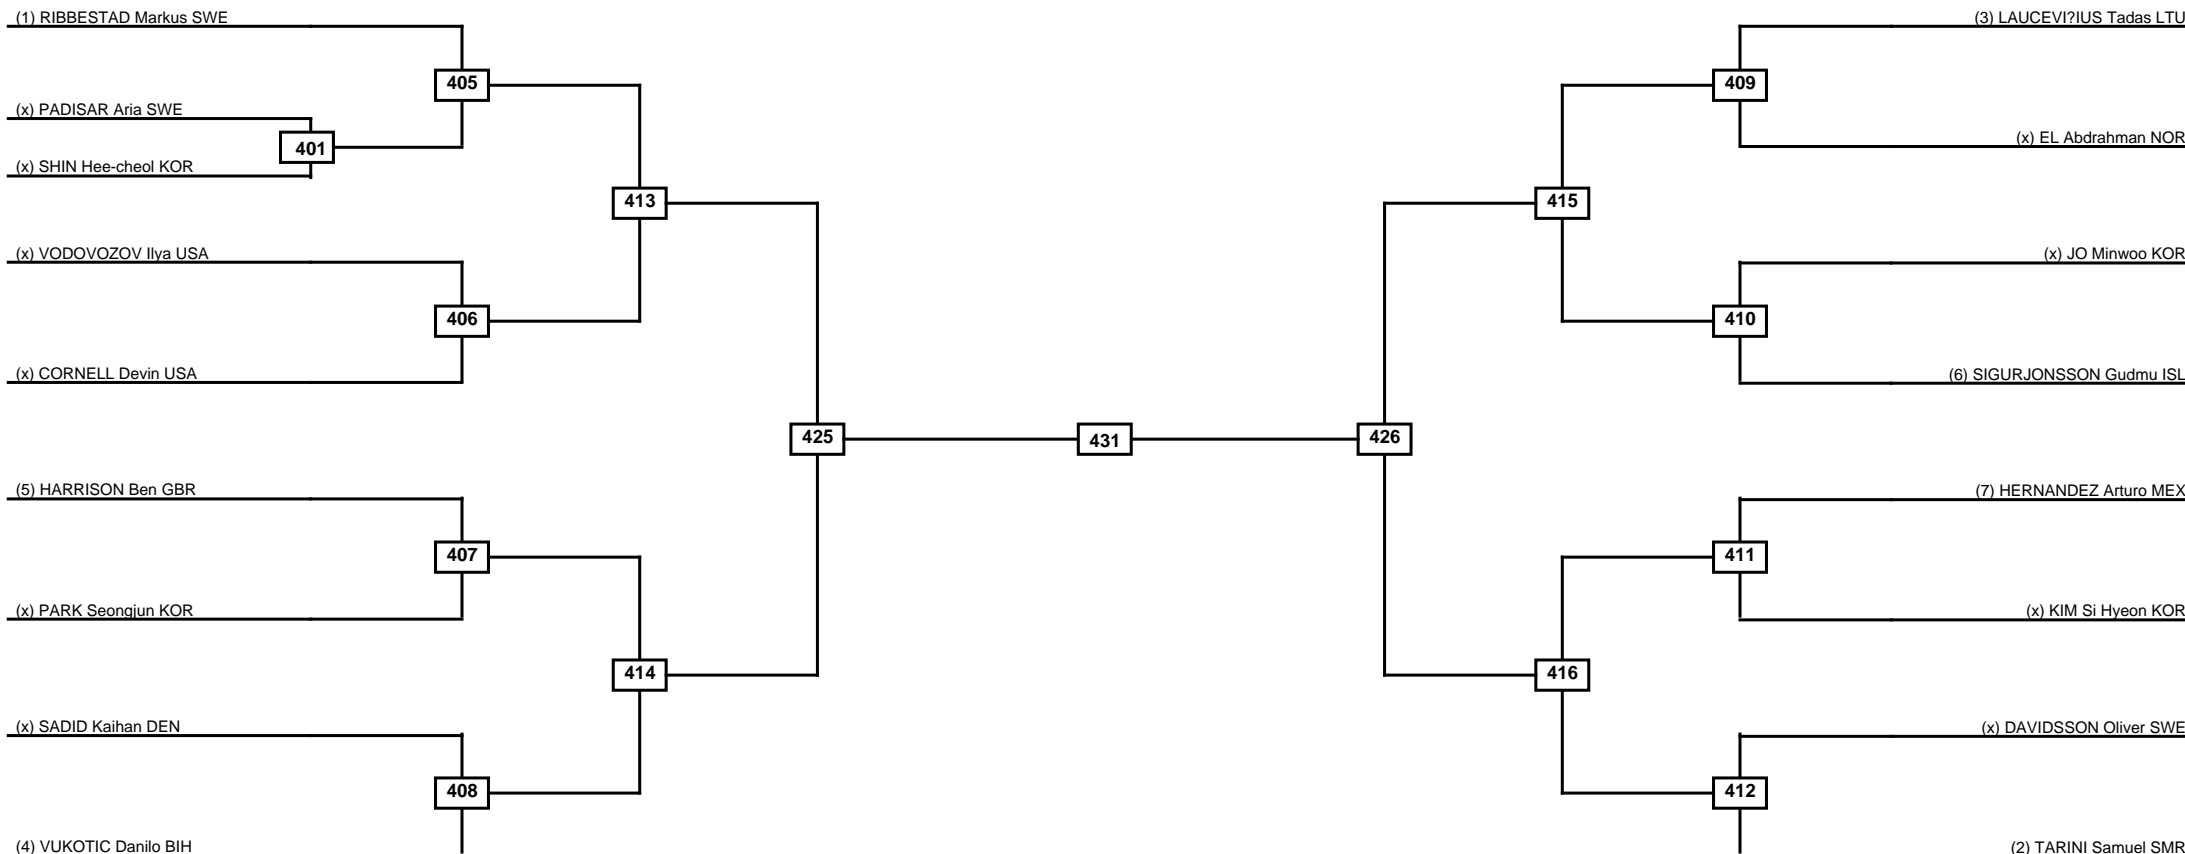 (1) RIBBESTAD Markus SWE
405
(x) PADISAR Aria SWE
401
(x) SHIN Hee-cheol KOR
413
(x) VODOVOZOV Ilya USA
406
(x) CORNELL Devin USA
425
(5) HARRISON Ben GBR
407
(x) PARK Seongjun KOR
414
(x) SADID Kaihan DEN
408
(4) VUKOTIC Danilo BIH
431
(3) LAUCEVI?IUS Tadas LTU
409
(x) EL Abdrahman NOR
415
(x) JO Minwoo KOR
410
(6) SIGURJONSSON Gudmu ISL
426
(7) HERNANDEZ Arturo MEX
411
(x) KIM Si Hyeon KOR
416
(x) DAVIDSSON Oliver SWE
412
(2) TARINI Samuel SMR